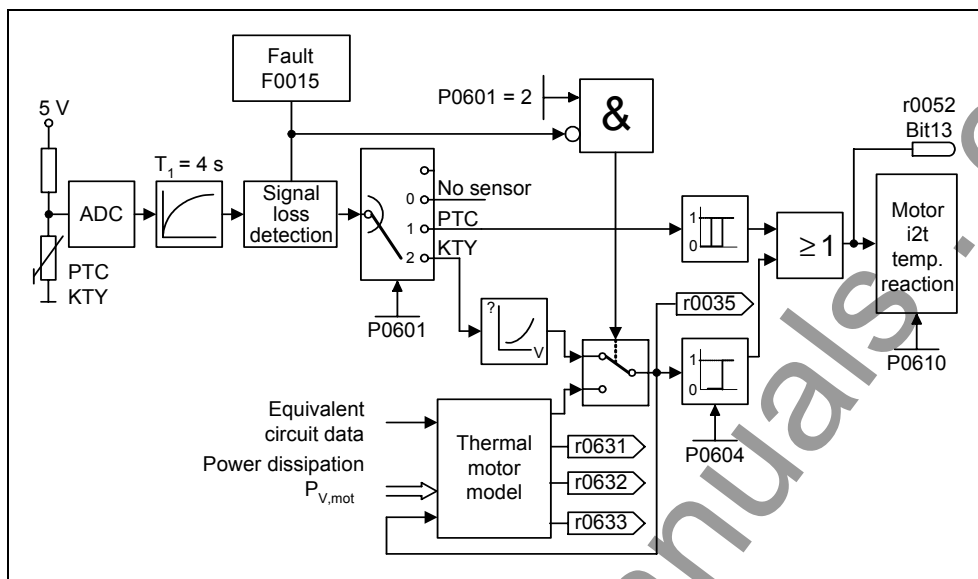 Fault
F0015
5 V
P0601 = 2
&
r0052
Bit13
T1 = 4 s
ADC
Signal
loss
detection
0
No sensor
1
PTC
2
KTY
1
0
≥1
Motor
i2t
temp.
reaction
PTC
KTY
P0601
?
V
r0035
1
0
P0610
Equivalent
circuit data
Thermal
motor
model
r0631
P0604
Power dissipation
PV,mot
r0632
r0633